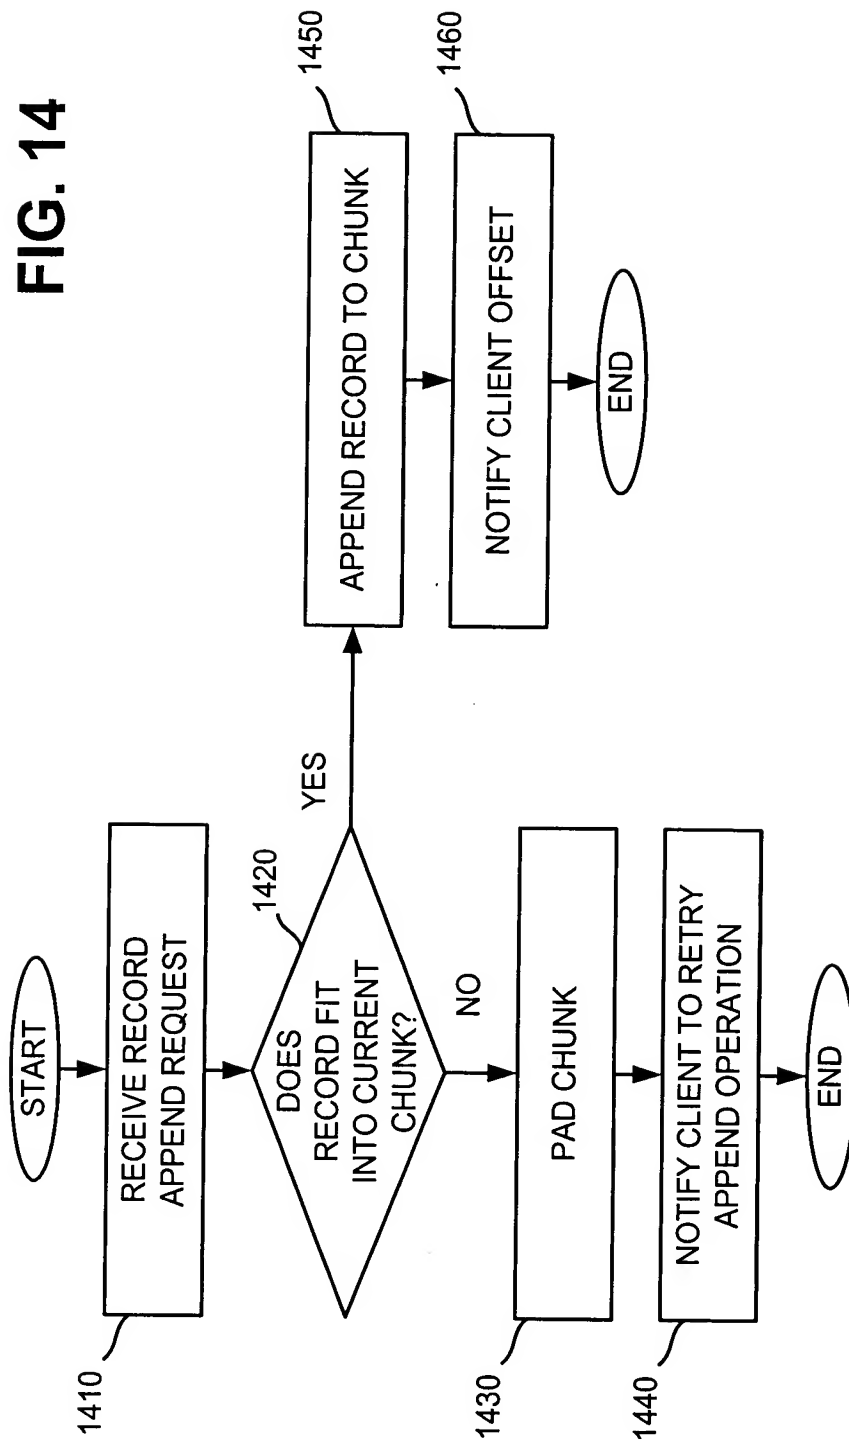 FIG. 14
START
1410
RECEIVE RECORD
APPEND REQUEST
1420
DOES
RECORD FIT
INTO CURRENT
CHUNK?
YES
NO
1430
PAD CHUNK
1440
NOTIFY CLIENT TO RETRY
APPEND OPERATION
END
1450
APPEND RECORD TO CHUNK
1460
NOTIFY CLIENT OFFSET
END